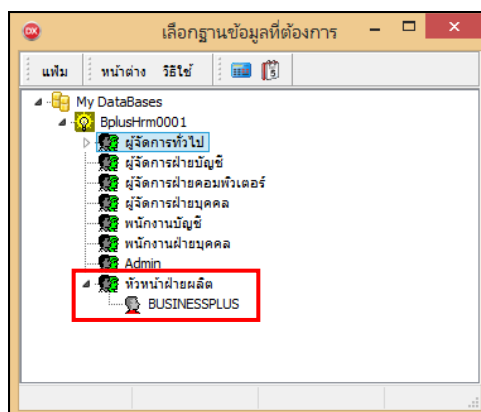 เลือกฐานข้อมูลที่ต้องการ
แฟ้ม หน้าต่าง วิธีใช้
My DataBases
BplusHrm0001
ผู้จัดการทั่วไป
ผู้จัดการฝ่ายบัญชี
ผู้จัดการฝ่ายคอมพิวเตอร์
ผู้จัดการฝ่ายบุคคล
พนักงานบัญชี
พนักงานฝ่ายบุคคล
Admin
หัวหน้าฝ่ายผลิต
BUSINESSPLUS